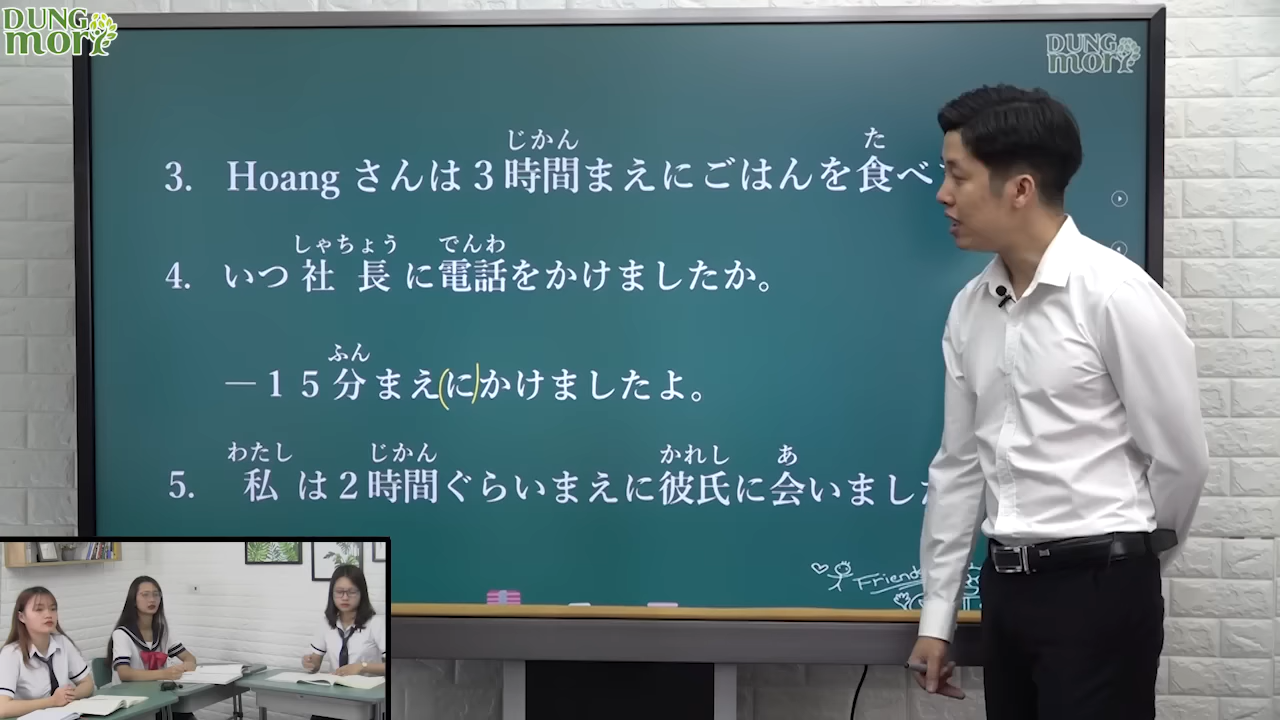 DUNG
mori
DUNG
mori
じかん た
3. Hoang さんは3時間まえにごはんを食べ
しゃちょう でんわ
4. いつ社長に電話をかけましたか。
ふん
—15分まえ(に)かけましたよ。
わたし じかん かれし あ
5. 私は2時間ぐらいまえに彼氏に会いまし
Friend